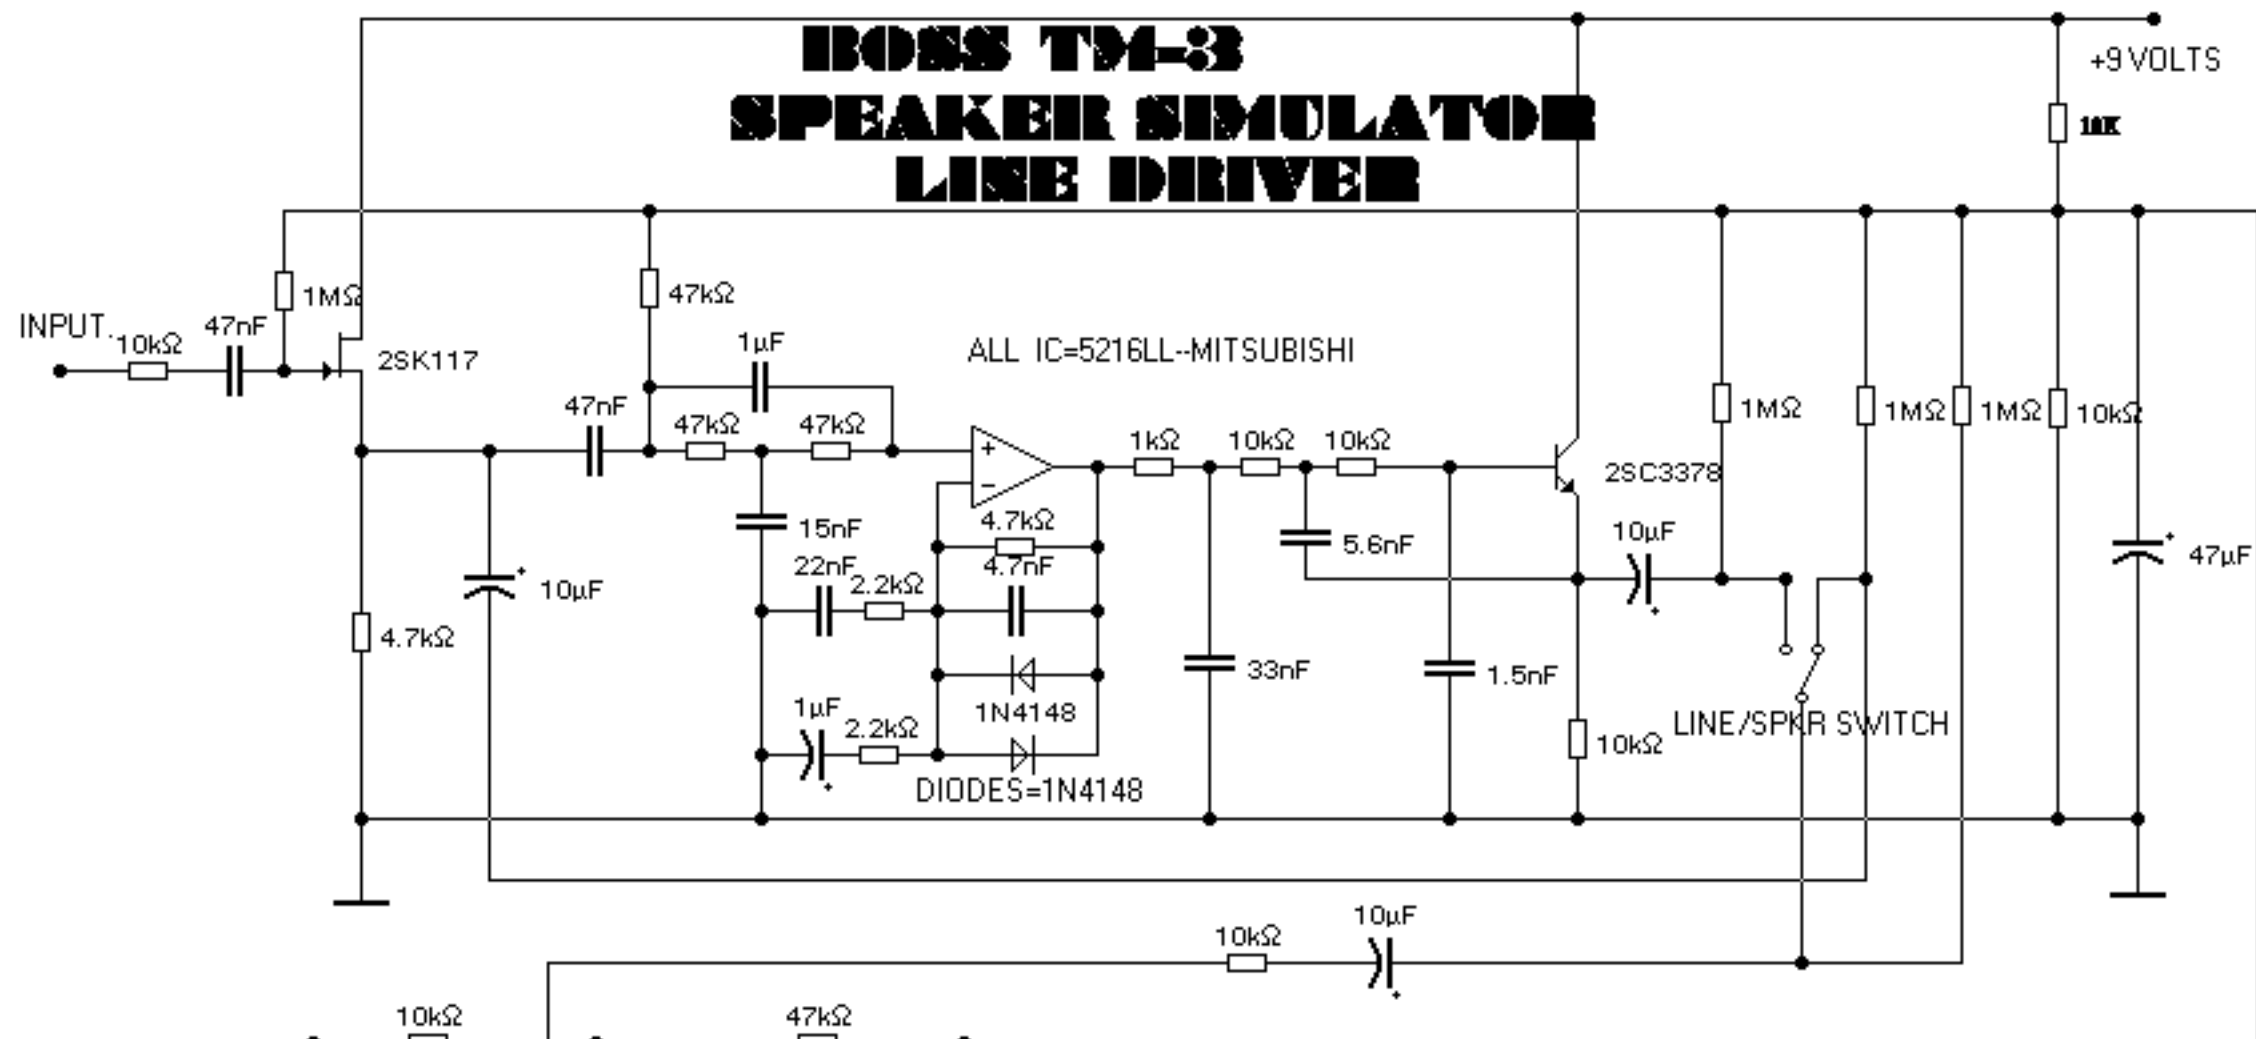 BOSS TM-3
SPEAKER SIMULATOR
LINE DRIVER
+9 VOLTS
10K
1MΩ
47kΩ
INPUT.
10kΩ
47nF
2SK117
1µF
ALL IC=5216LL--MITSUBISHI
47nF
47kΩ
47kΩ
+
−
1kΩ
10kΩ
10kΩ
2SC3378
1MΩ
1MΩ
1MΩ
10kΩ
15nF
4.7kΩ
5.6nF
10µF
+
+
47µF
+
10µF
22nF
2.2kΩ
4.7nF
4.7kΩ
33nF
1.5nF
1N4148
1µF
+
2.2kΩ
DIODES=1N4148
10kΩ
LINE/SPKR SWITCH
10kΩ
10µF
+
10kΩ
47kΩ